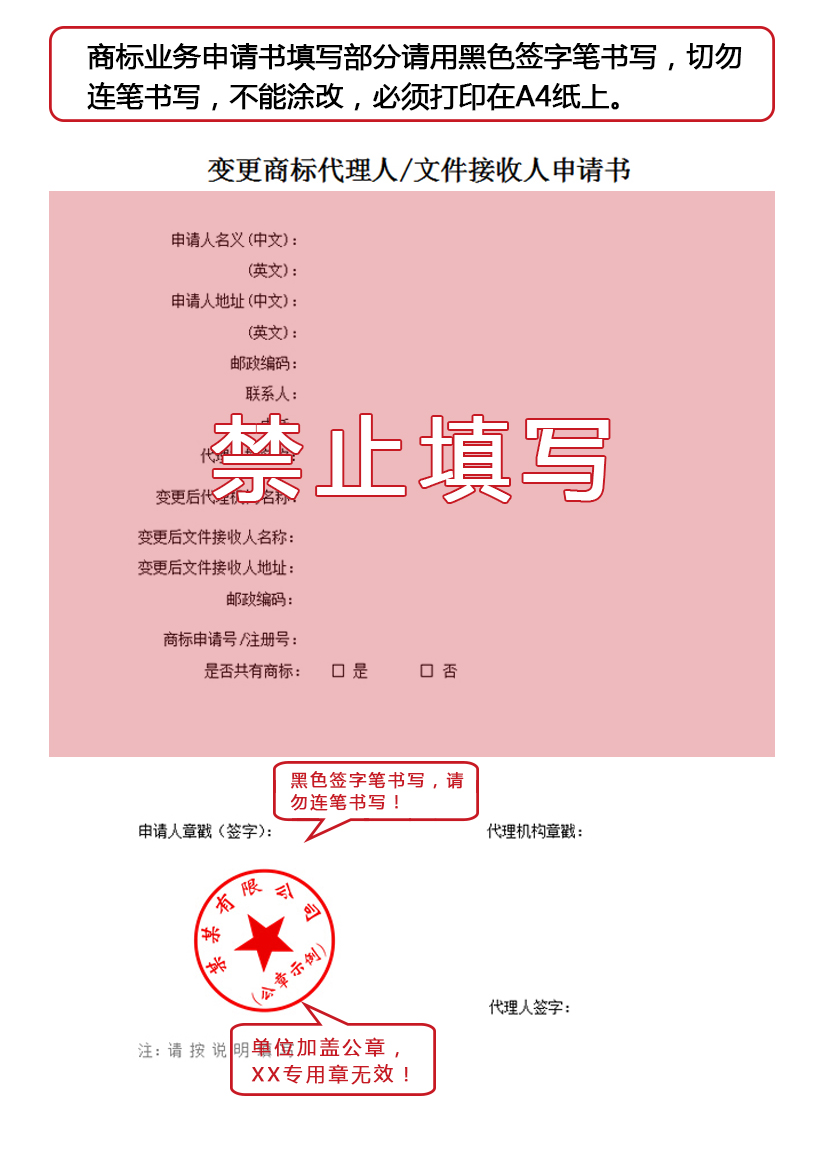 商标业务申请书填写部分请用黑色签字笔书写，切勿
连笔书写，不能涂改，必须打印在A4纸上。
变更商标代理人/文件接收人申请书
申请人名义(中文)：
(英文)：
申请人地址(中文)：
(英文)：
邮政编码：
联系人：
禁止填写
变更后代理机构名称：
变更后文件接收人名称：
变更后文件接收人地址：
邮政编码：
商标申请号/注册号：
是否共有商标： □ 是 □ 否
黑色签字笔书写，请
勿连笔书写！
申请人章戳（签字）： 代理机构章戳：
某某有限公司
（公章示例）
代理人签字：
注：请按说明
单位加盖公章，
XX专用章无效！